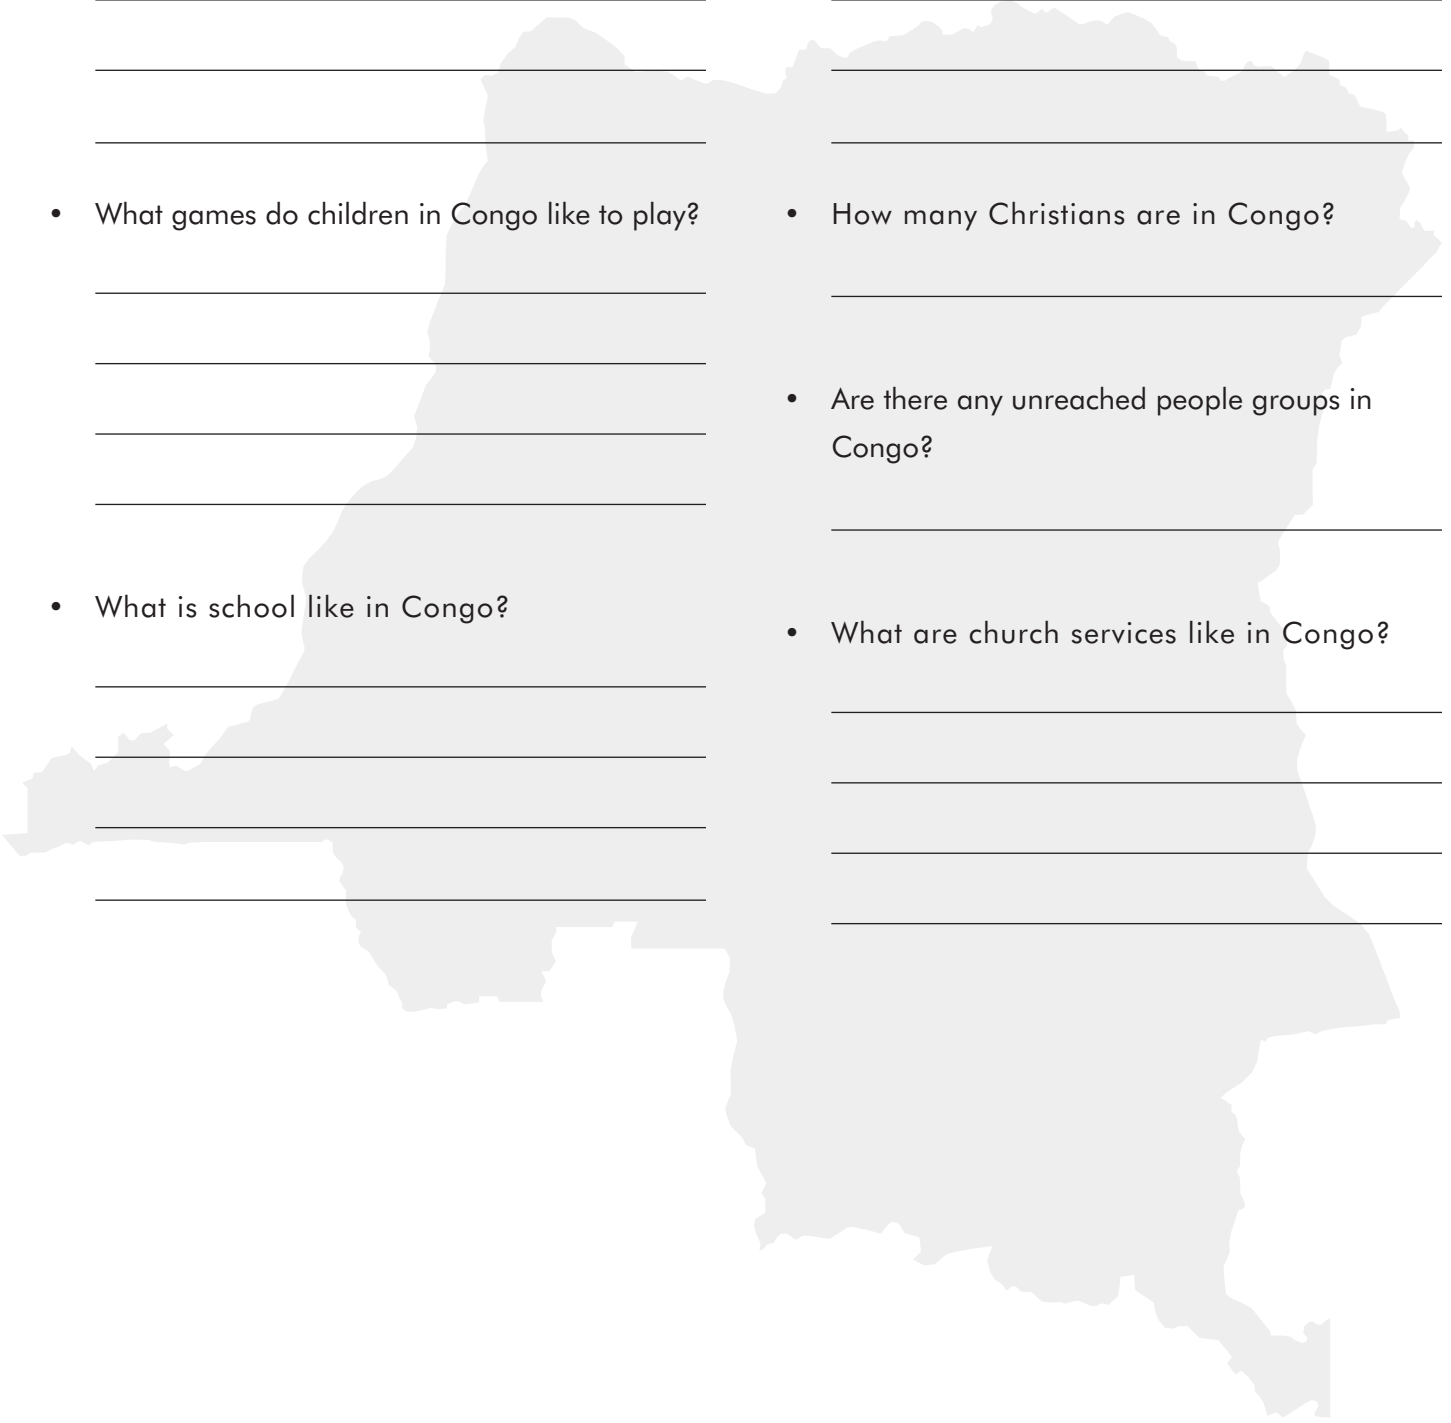 • What games do children in Congo like to play?
• What is school like in Congo?
• How many Christians are in Congo?
• Are there any unreached people groups in
Congo?
• What are church services like in Congo?